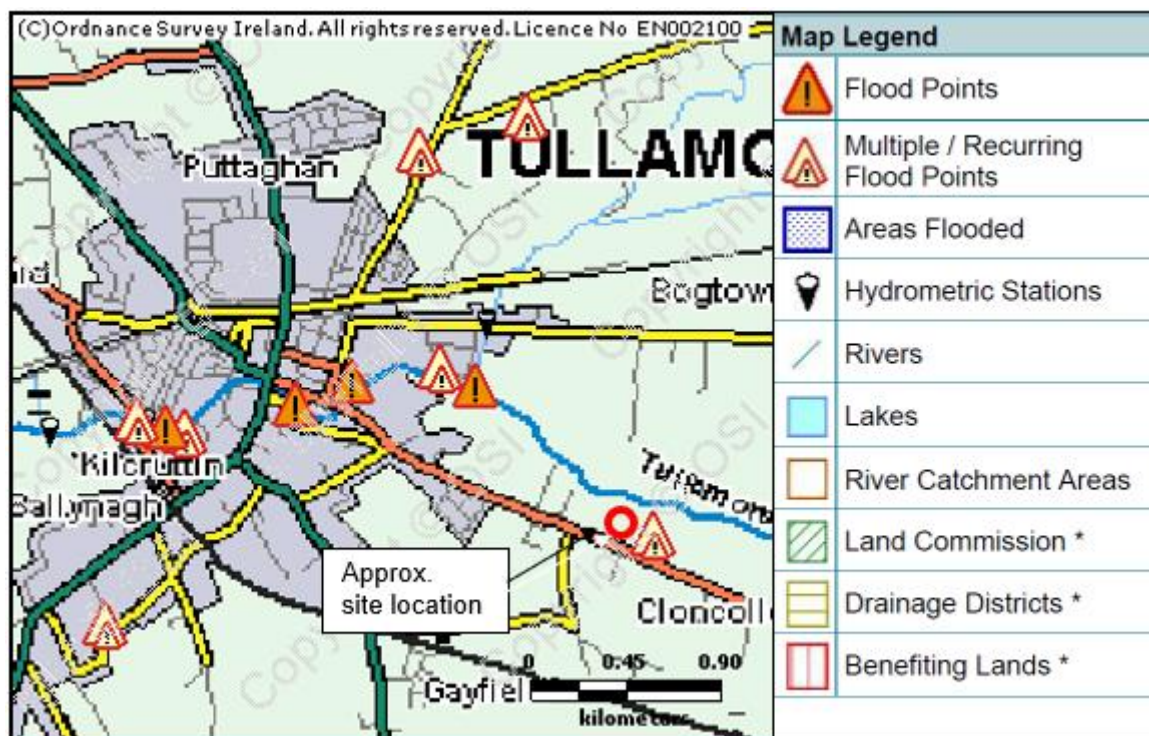 (C)Ordnance Survey Ireland. All rights reserved. Licence No EN002100
Puttaghan
TULLAMO
Bogtown
Kilcruttin
Ballynagh
Tullamor
Approx.
site location
Cloncoll
Gayfiel
0 0.45 0.90
kilometers
Map Legend
Flood Points
Multiple / Recurring
Flood Points
Areas Flooded
Hydrometric Stations
Rivers
Lakes
River Catchment Areas
Land Commission *
Drainage Districts *
Benefiting Lands *